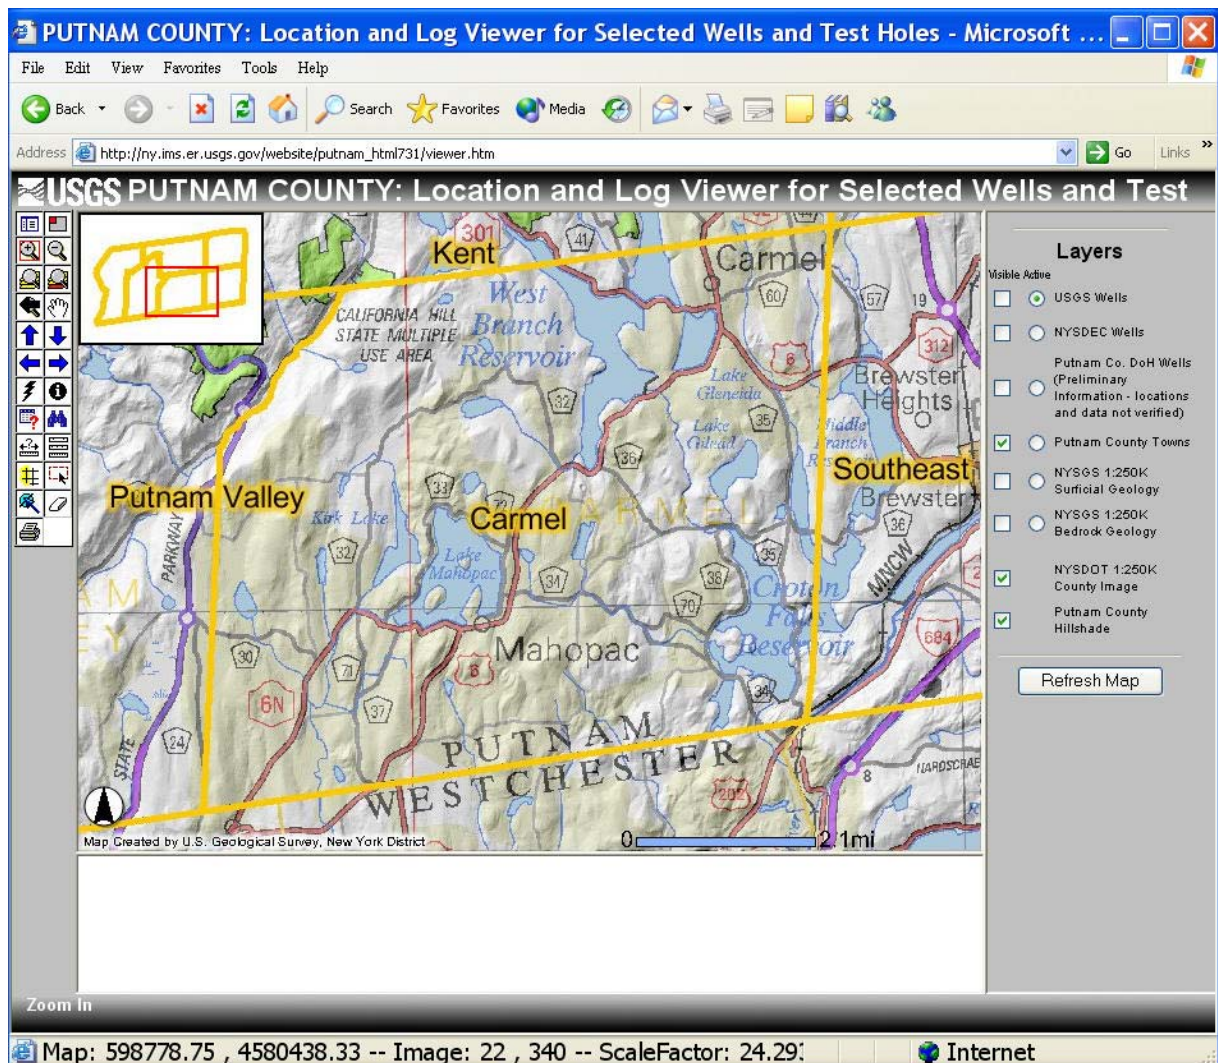 PUTNAM COUNTY: Location and Log Viewer for Selected Wells and Test Holes - Microsoft ...
File Edit View Favorites Tools Help
Back Search Favorites Media
Address http://ny.ims.er.usgs.gov/website/putnam_html731/viewer.htm Go Links »
USGS PUTNAM COUNTY: Location and Log Viewer for Selected Wells and Test
301
Kent
41
44
Carmel
West
Branch
Reservoir
CALIFORNIA HILL
STATE MULTIPLE
USE AREA
60
57
19
312
6
Lake
Gleneida
Brewster
Heights
32
35
Lake
Gilead
Middle
Branch
36
Southeast
33
Putnam Valley
Carmel
CARMEL
Brewster
36
Kirk Lake
PARKWAY
32
Lake
Mahopac
35
MNCW
34
38
Croton
Falls
Reservoir
70
684
Mahopac
30
71
6
6N
37
34
24
STATE
PUTNAM
WESTCHESTER
202
8
Map Created by U.S. Geological Survey, New York District
0 2.1mi
Layers
Visible Active
USGS Wells
NYSDEC Wells
Putnam Co. DoH Wells
(Preliminary
Information - locations
and data not verified)
Putnam County Towns
NYSGS 1:250K
Surficial Geology
NYSGS 1:250K
Bedrock Geology
NYSDOT 1:250K
County Image
Putnam County
Hillshade
Refresh Map
Zoom In
Map: 598778.75 , 4580438.33 -- Image: 22 , 340 -- ScaleFactor: 24.29 Internet